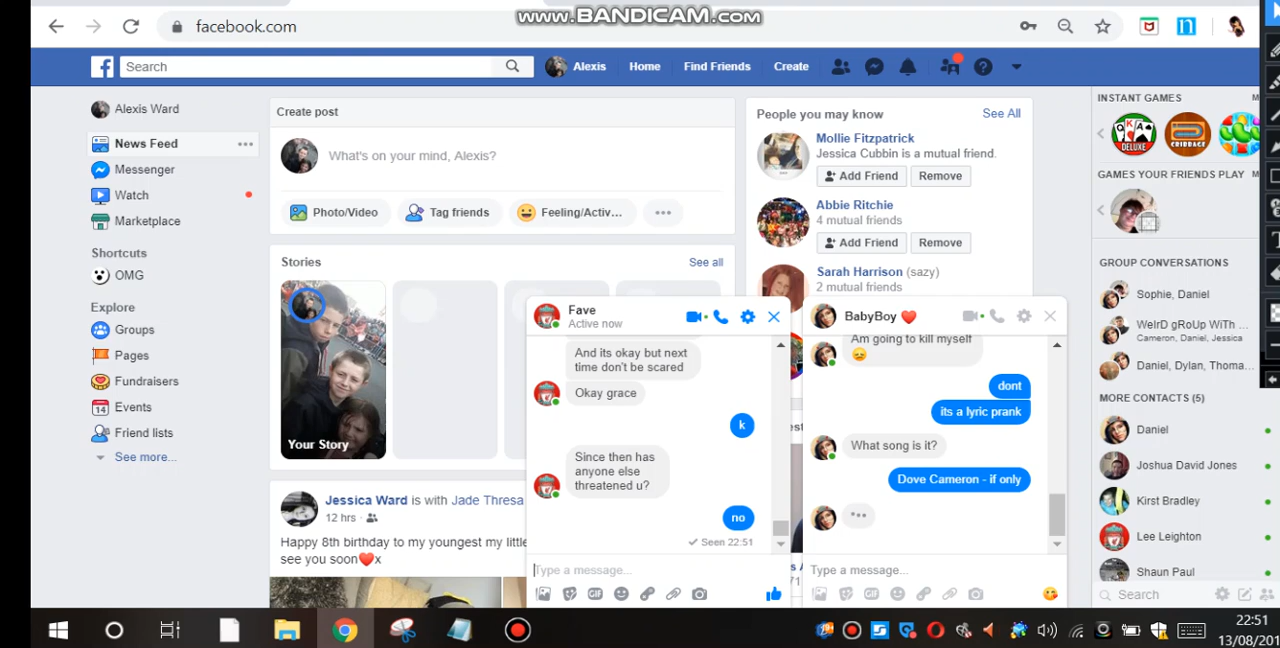 www.BANDICAM.com
facebook.com
Search
Alexis
Home
Find Friends
Create
Alexis Ward
News Feed
Messenger
Watch
Marketplace
Shortcuts
OMG
Explore
Groups
Pages
Fundraisers
Events
Friend lists
See more...
Create post
What's on your mind, Alexis?
Photo/Video
Tag friends
Feeling/Activ...
Stories
See all
Your Story
Jessica Ward is with Jade Thresa
12 hrs
Happy 8th birthday to my youngest my little
see you soon❤️x
People you may know
See All
Mollie Fitzpatrick
Jessica Cubbin is a mutual friend.
Add Friend
Remove
Abbie Ritchie
4 mutual friends
Add Friend
Remove
Sarah Harrison (sazy)
2 mutual friends
Fave
Active now
And its okay but next
time don't be scared
Okay grace
k
Since then has
anyone else
threatened u?
no
Seen 22:51
Type a message...
BabyBoy ❤️
Am going to kill myself
😞
dont
its a lyric prank
What song is it?
Dove Cameron - if only
Type a message...
INSTANT GAMES
DELUXE
CRIBBAGE
GAMES YOUR FRIENDS PLAY
GROUP CONVERSATIONS
Sophie, Daniel
WeIrD gRoUp WiTh ...
Cameron, Daniel, Jessica
Daniel, Dylan, Thoma...
MORE CONTACTS (5)
Daniel
Joshua David Jones
Kirst Bradley
Lee Leighton
Shaun Paul
Search
22:51
13/08/201